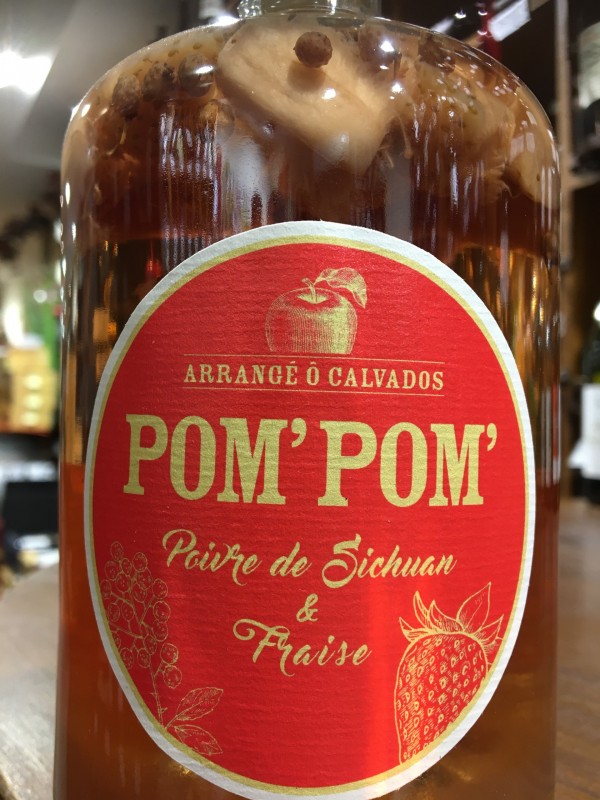 ARRANGÉ Ô CALVADOS
POM' POM'
Poivre de Sichuan
&
Fraise